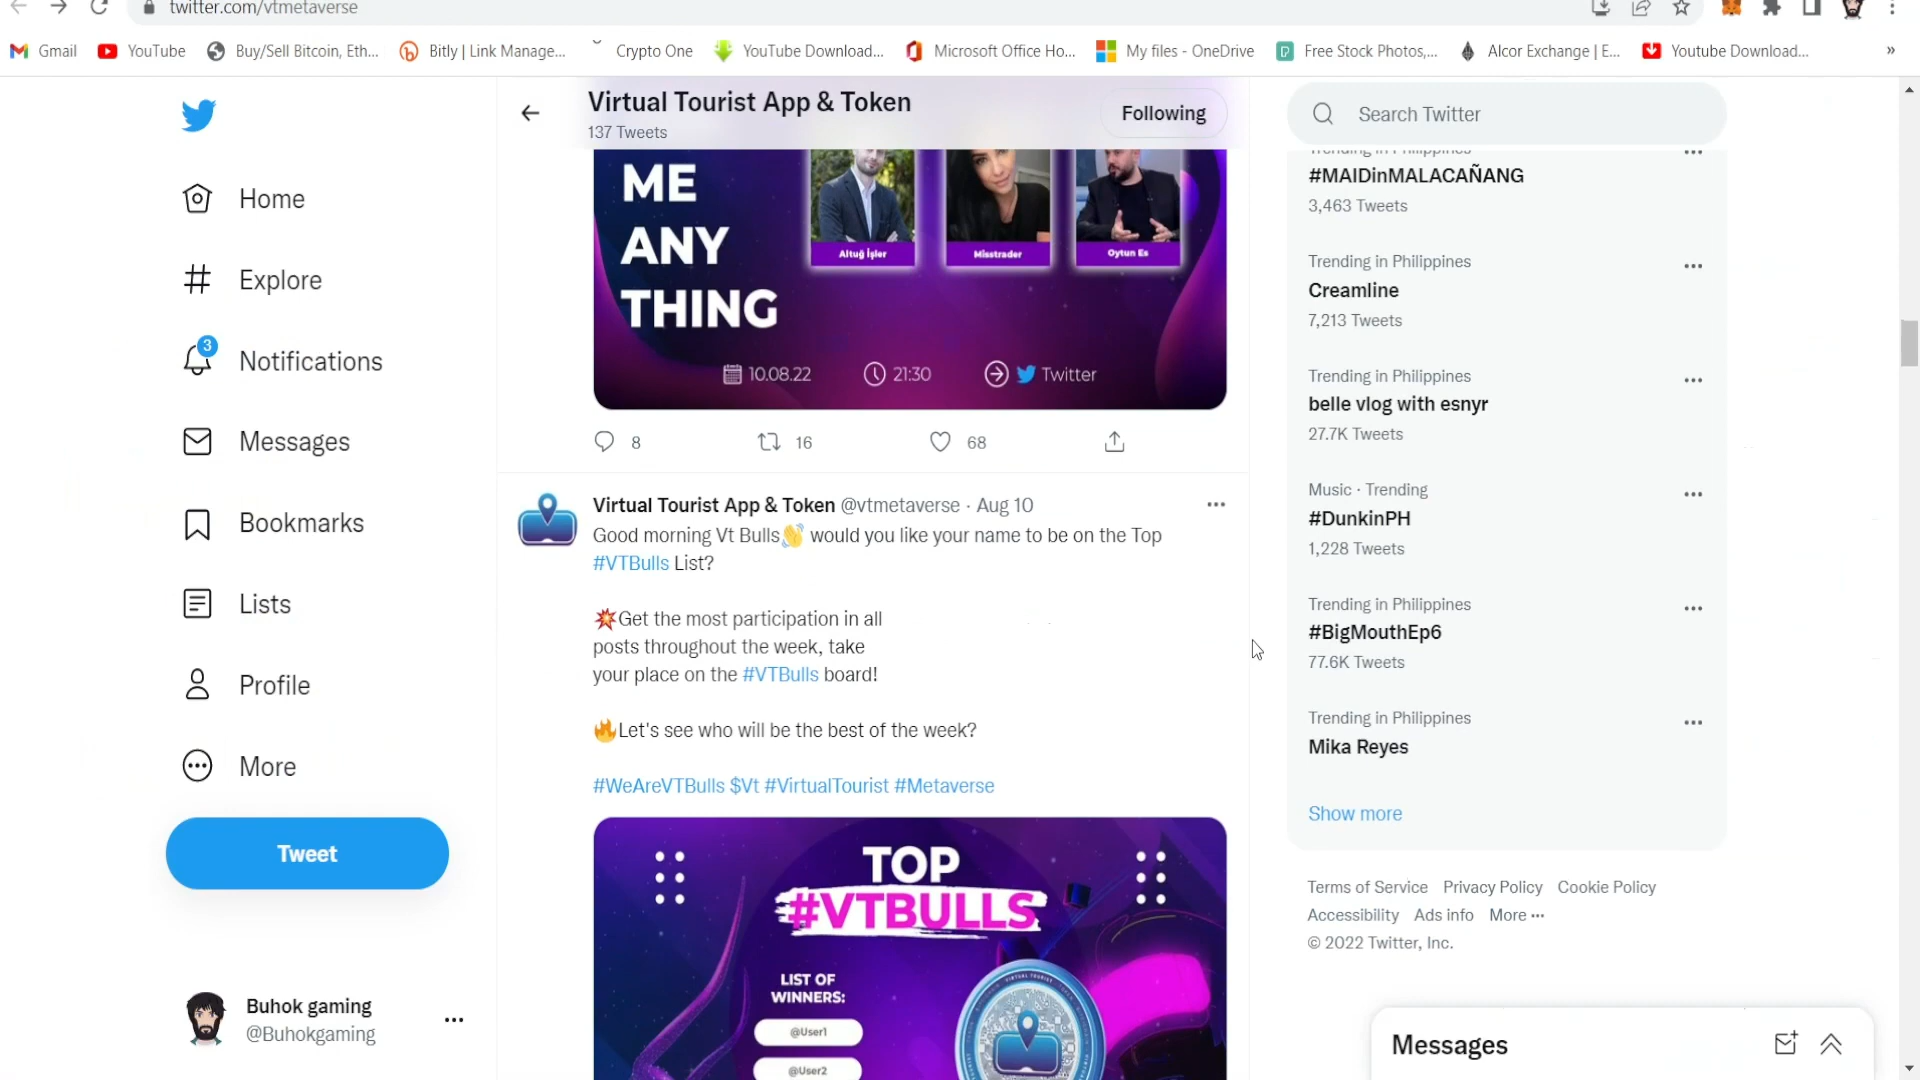 twitter.com/vtmetaverse
Gmail
YouTube
Buy/Sell Bitcoin, Eth...
Bitly | Link Manage...
Crypto One
YouTube Download...
Microsoft Office Ho...
My files - OneDrive
Free Stock Photos,...
Alcor Exchange | E...
Youtube Download...
»
Home
Explore
3
Notifications
Messages
Bookmarks
Lists
Profile
More
Tweet
Buhok gaming
@Buhokgaming
Virtual Tourist App & Token
137 Tweets
Following
ME
ANY
THING
Altuğ İşler
Misstrader
Oytun Es
10.08.22
21:30
Twitter
8
16
68
Virtual Tourist App & Token @vtmetaverse · Aug 10
Good morning Vt Bulls👋 would you like your name to be on the Top
#VTBulls List?
💥Get the most participation in all
posts throughout the week, take
your place on the #VTBulls board!
🔥Let's see who will be the best of the week?
#WeAreVTBulls $Vt #VirtualTourist #Metaverse
TOP
#VTBULLS
LIST OF
WINNERS:
@User1
@User2
VIRTUAL TOURIST
Search Twitter
Trending in Philippines
#MAIDinMALACAÑANG
3,463 Tweets
Trending in Philippines
Creamline
7,213 Tweets
Trending in Philippines
belle vlog with esnyr
27.7K Tweets
Music · Trending
#DunkinPH
1,228 Tweets
Trending in Philippines
#BigMouthEp6
77.6K Tweets
Trending in Philippines
Mika Reyes
Show more
Terms of Service Privacy Policy Cookie Policy
Accessibility Ads info More ···
© 2022 Twitter, Inc.
Messages